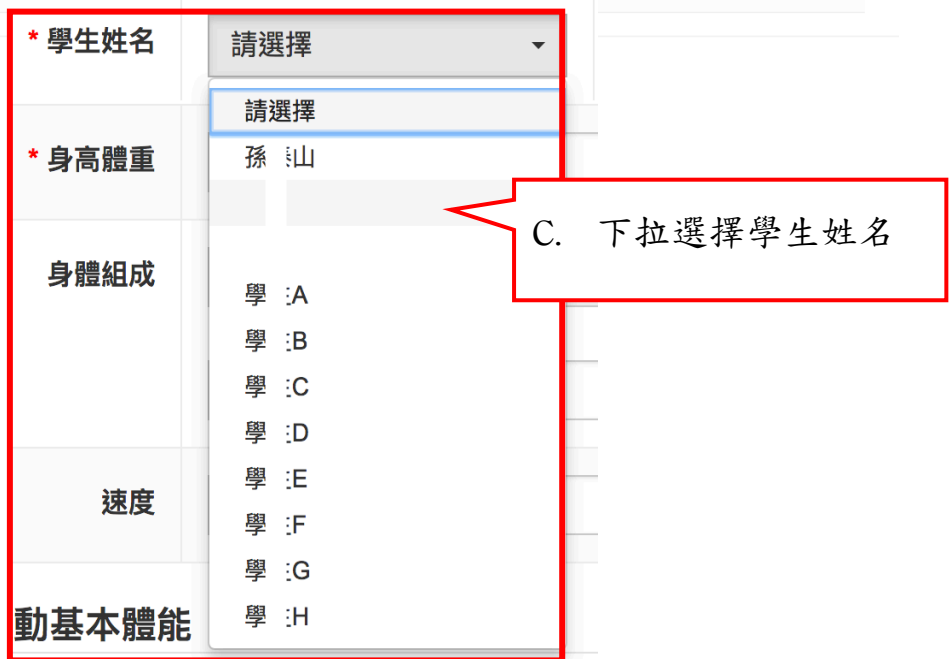 * 學生姓名
請選擇
請選擇
* 身高體重
孫 山
C. 下拉選擇學生姓名
身體組成
學 A
學 B
學 C
學 D
學 E
速度
學 F
學 G
動基本體能
學 H